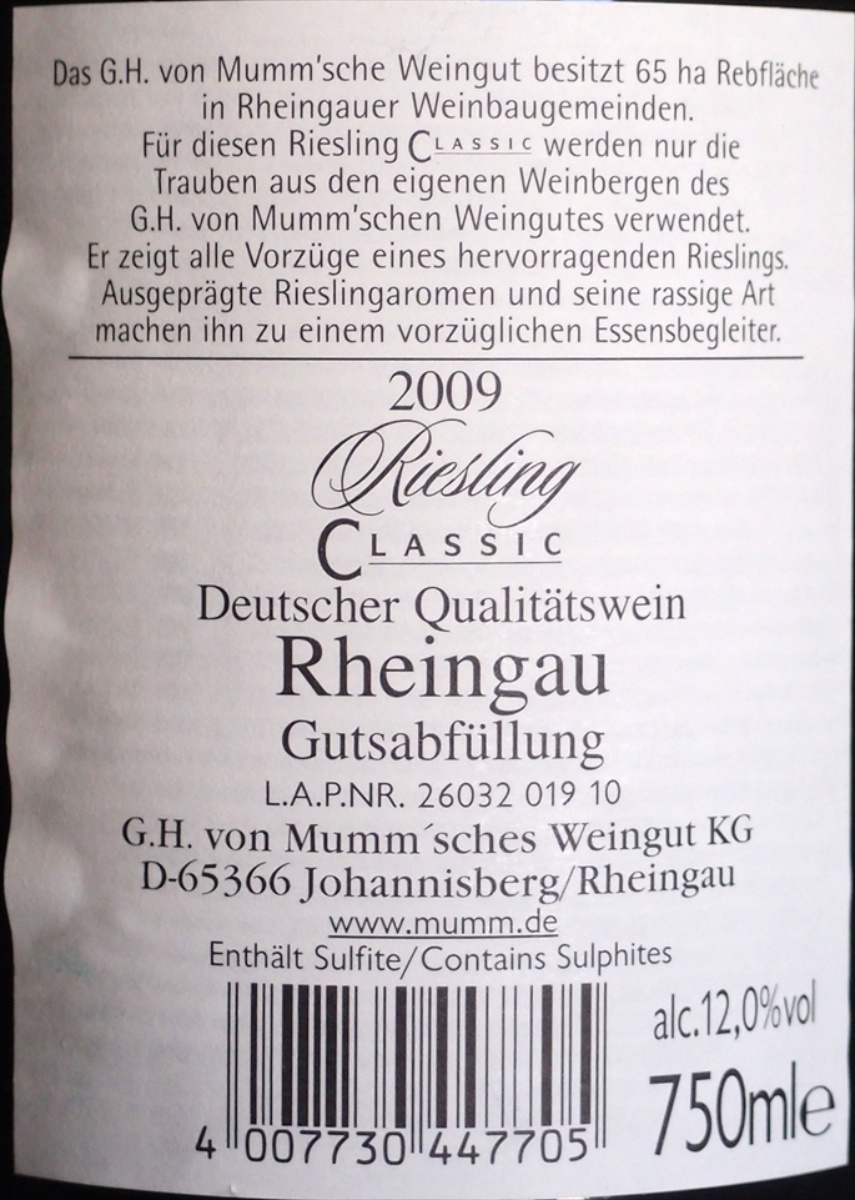 Das G.H. von Mumm'sche Weingut besitzt 65 ha Rebfläche
in Rheingauer Weinbaugemeinden.
Für diesen Riesling CLASSIC werden nur die
Trauben aus den eigenen Weinbergen des
G.H. von Mumm'schen Weingutes verwendet.
Er zeigt alle Vorzüge eines hervorragenden Rieslings.
Ausgeprägte Rieslingaromen und seine rassige Art
machen ihn zu einem vorzüglichen Essensbegleiter.
2009
Riesling
CLASSIC
Deutscher Qualitätswein
Rheingau
Gutsabfüllung
L.A.P.NR. 26032 019 10
G.H. von Mumm´sches Weingut KG
D-65366 Johannisberg/Rheingau
www.mumm.de
Enthält Sulfite/Contains Sulphites
alc.12,0%vol
750mle
4 007730 447705